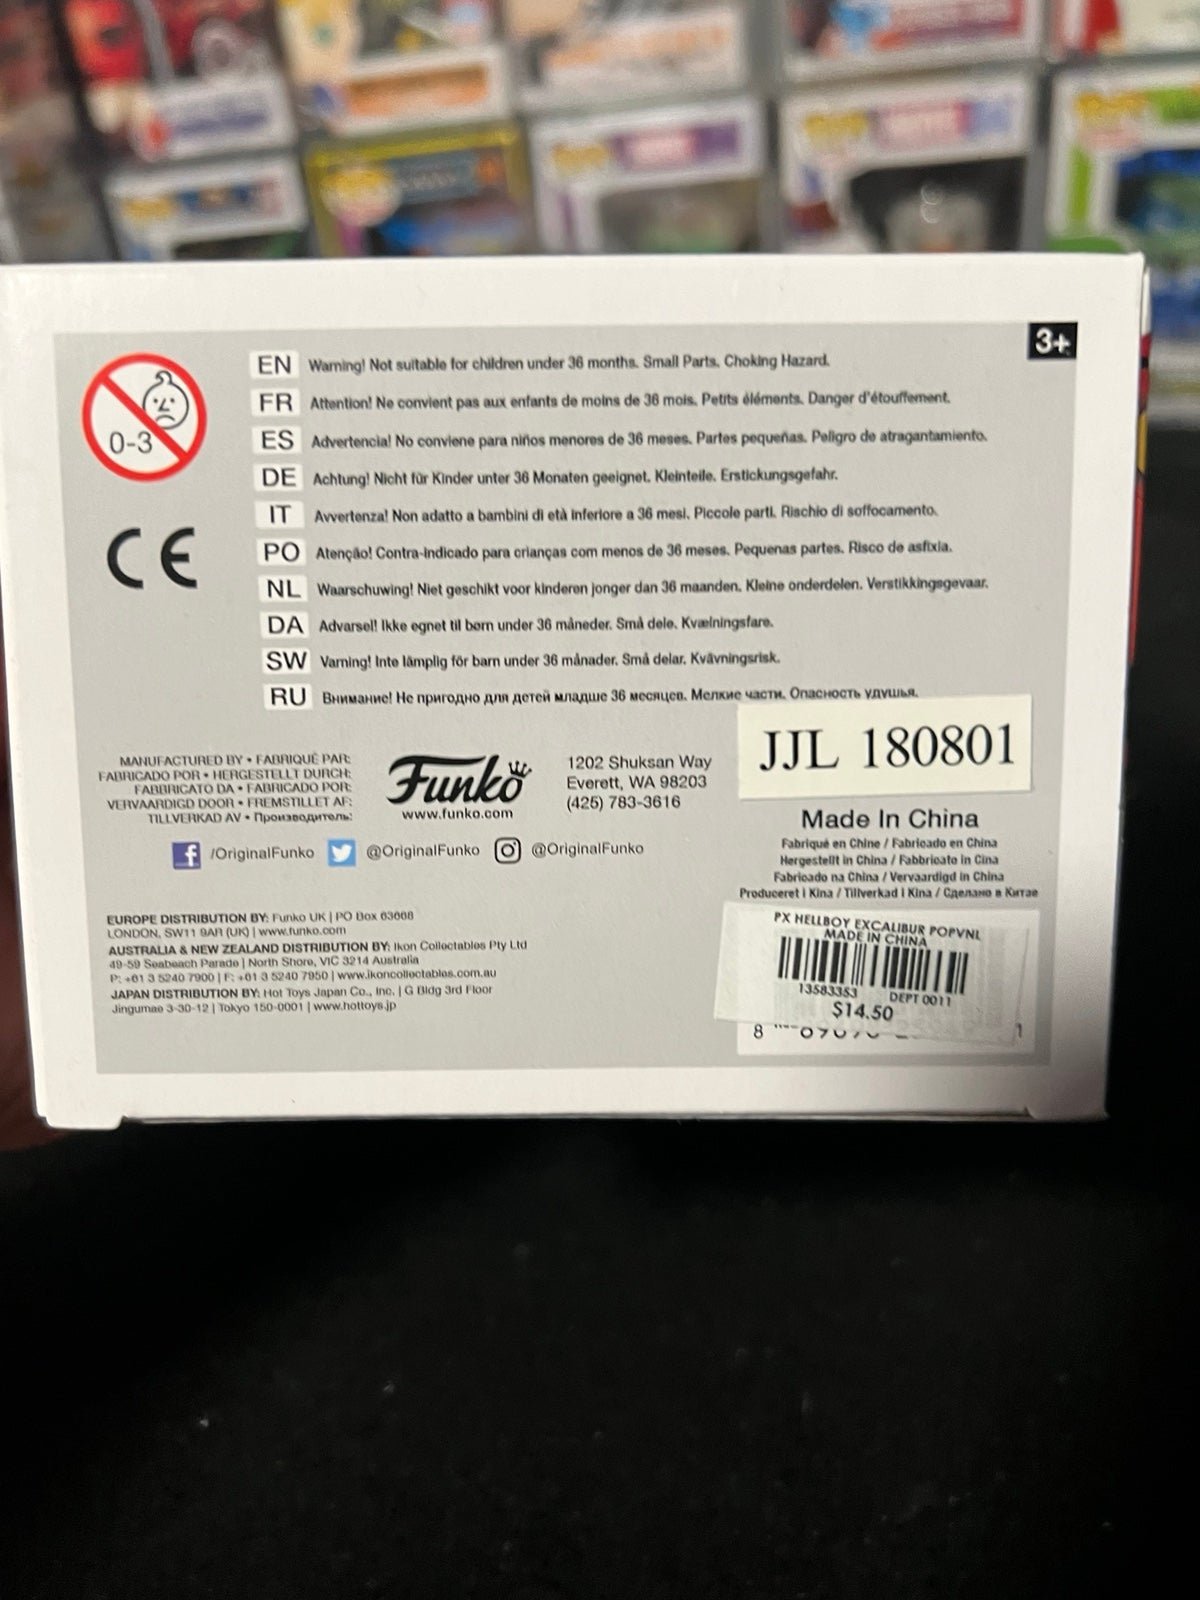 3+
0-3
EN Warning! Not suitable for children under 36 months. Small Parts. Choking Hazard.
FR Attention! Ne convient pas aux enfants de moins de 36 mois. Petits éléments. Danger d'étouffement.
ES Advertencia! No conviene para niños menores de 36 meses. Partes pequeñas. Peligro de atragantamiento.
DE Achtung! Nicht für Kinder unter 36 Monaten geeignet. Kleinteile. Erstickungsgefahr.
IT Avvertenza! Non adatto a bambini di età inferiore a 36 mesi. Piccole parti. Rischio di soffocamento.
PO Atenção! Contra-indicado para crianças com menos de 36 meses. Pequenas partes. Risco de asfixia.
NL Waarschuwing! Niet geschikt voor kinderen jonger dan 36 maanden. Kleine onderdelen. Verstikkingsgevaar.
DA Advarsel! Ikke egnet til børn under 36 måneder. Små dele. Kvælningsfare.
SW Varning! Inte lämplig för barn under 36 månader. Små delar. Kvävningsrisk.
RU Внимание! Не пригодно для детей младше 36 месяцев. Мелкие части. Опасность удушья.
CE
MANUFACTURED BY • FABRIQUÉ PAR:
FABRICADO POR • HERGESTELLT DURCH:
FABBRICATO DA • FABRICADO POR:
VERVAARDIGD DOOR • FREMSTILLET AF:
TILLVERKAD AV • Производитель:
Funko
www.funko.com
1202 Shuksan Way
Everett, WA 98203
(425) 783-3616
/OriginalFunko @OriginalFunko @OriginalFunko
JJL 180801
Made In China
Fabriqué en Chine / Fabricado en China
Hergestellt in China / Fabbricato in Cina
Fabricado na China / Vervaardigd in China
Produceret i Kina / Tillverkad i Kina / Сделано в Китае
EUROPE DISTRIBUTION BY: Funko UK | PO Box 63668
LONDON, SW11 9AR (UK) | www.funko.com
AUSTRALIA & NEW ZEALAND DISTRIBUTION BY: Ikon Collectables Pty Ltd
49-59 Seabeach Parade | North Shore, VIC 3214 Australia
P: +61 3 5240 7900 | F: +61 3 5240 7950 | www.ikoncollectables.com.au
JAPAN DISTRIBUTION BY: Hot Toys Japan Co., Inc. | G Bldg 3rd Floor
Jingumae 3-30-12 | Tokyo 150-0001 | www.hottoys.jp
PX HELLBOY EXCALIBUR POPVNL
MADE IN CHINA
13583353 DEPT 0011
$14.50
8 1